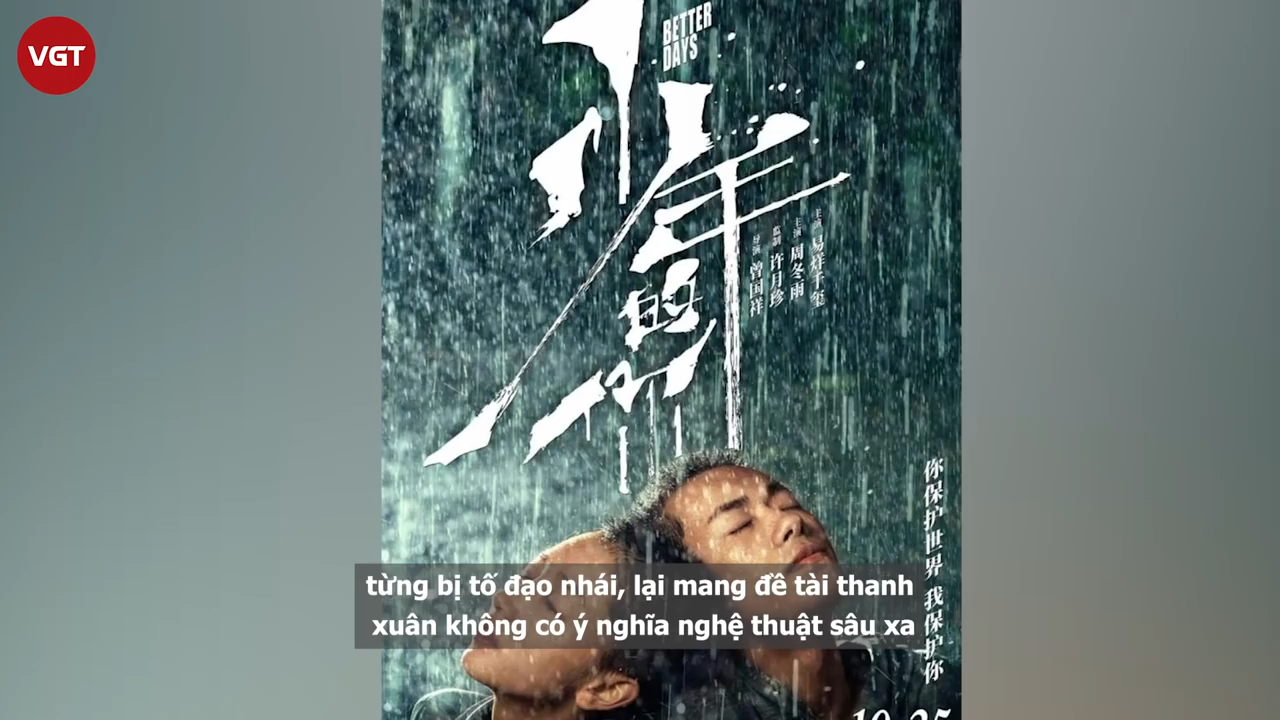 VGT
BETTER
DAYS
少年的你
主演 易烊千玺
主演 周冬雨
监制 许月珍
导演 曾国祥
你保护世界 我保护你
từng bị tố đạo nhái, lại mang đề tài thanh
xuân không có ý nghĩa nghệ thuật sâu xa
10.25